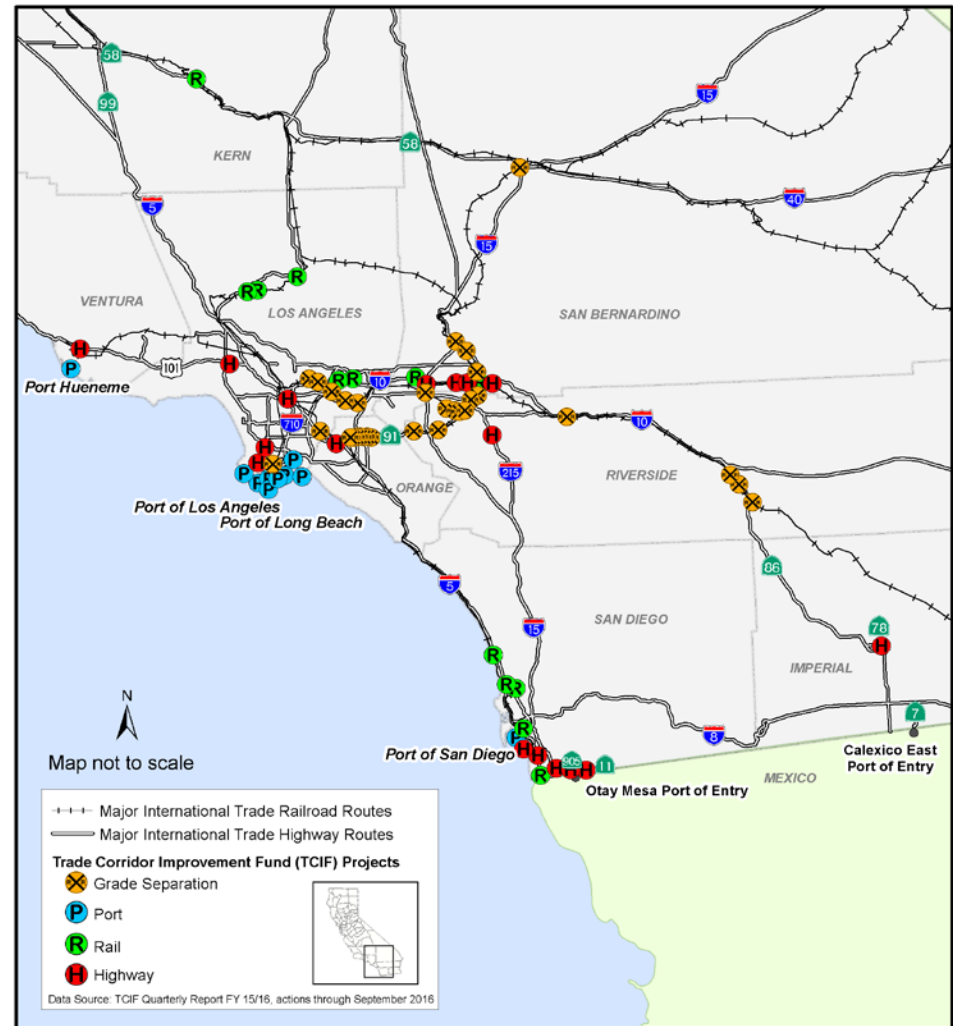 58
99
15
KERN
58
5
40
15
VENTURA
LOS ANGELES
SAN BERNARDINO
H
P
Port Hueneme
101
10
710
91
10
215
RIVERSIDE
ORANGE
Port of Los Angeles
Port of Long Beach
86
5
15
SAN DIEGO
78
IMPERIAL
7
8
N
Map not to scale
Port of San Diego
905
11
Otay Mesa Port of Entry
Calexico East
Port of Entry
MEXICO
Major International Trade Railroad Routes
Major International Trade Highway Routes
Trade Corridor Improvement Fund (TCIF) Projects
Grade Separation
P Port
R Rail
H Highway
Data Source: TCIF Quarterly Report FY 15/16, actions through September 2016